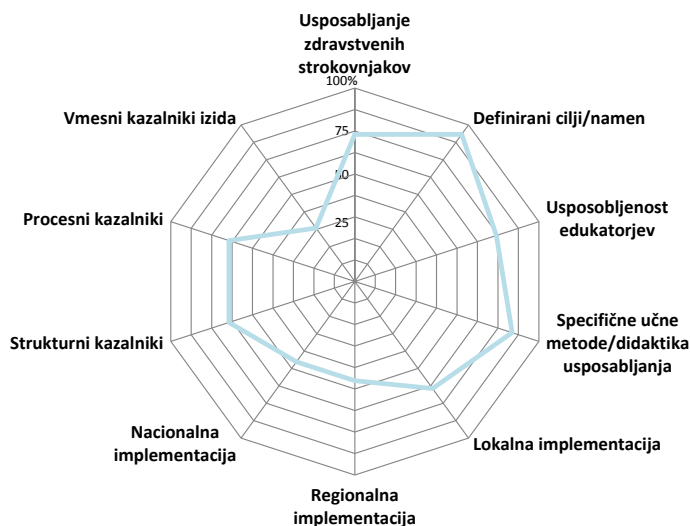 Usposabljanje
zdravstvenih
strokovnjakov
100%
Vmesni kazalniki izida
Definirani cilji/namen
75
50
Procesni kazalniki
Usposobljenost
edukatorjev
25
Strukturni kazalniki
Specifične učne
metode/didaktika
usposabljanja
Nacionalna
implementacija
Lokalna implementacija
Regionalna
implementacija